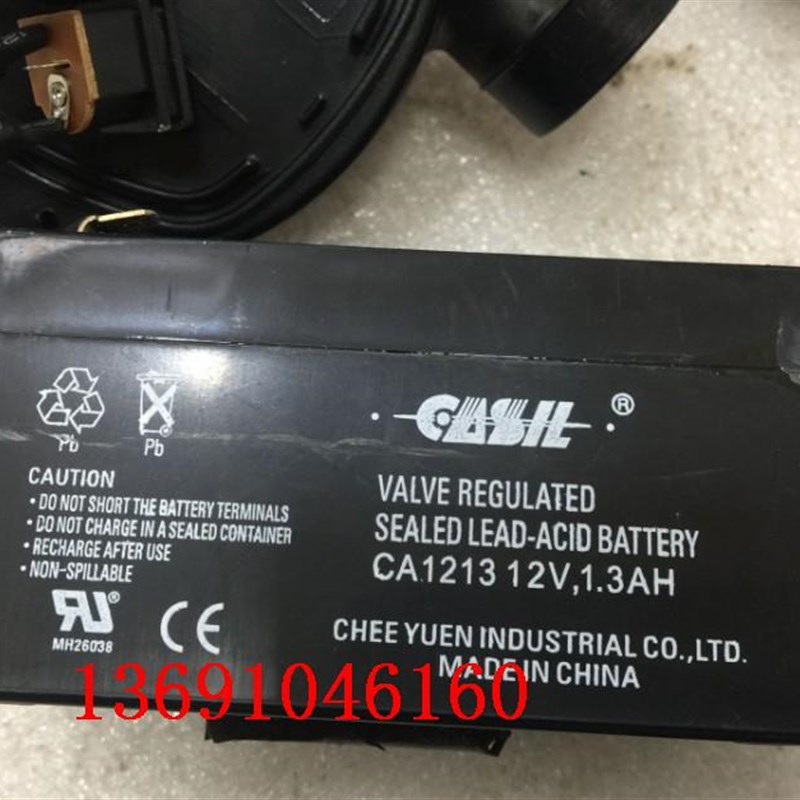 Pb
Pb
CASIL®
CAUTION
• DO NOT SHORT THE BATTERY TERMINALS
• DO NOT CHARGE IN A SEALED CONTAINER
• RECHARGE AFTER USE
• NON-SPILLABLE
VALVE REGULATED
SEALED LEAD-ACID BATTERY
CA1213 12V,1.3AH
RU®
MH26038
CE
CHEE YUEN INDUSTRIAL CO.,LTD.
MADE IN CHINA
13691046160